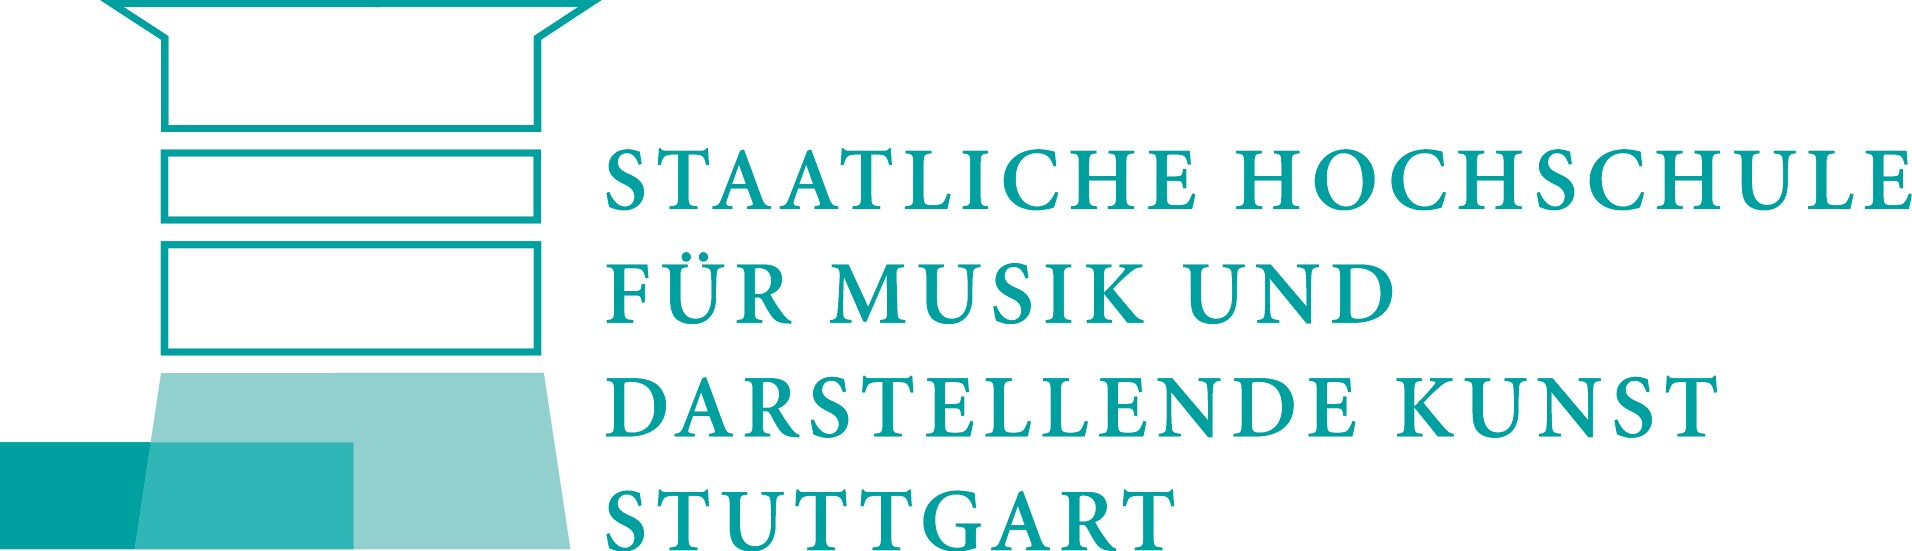 STAATLICHE HOCHSCHULE
FÜR MUSIK UND
DARSTELLENDE KUNST
STUTTGART